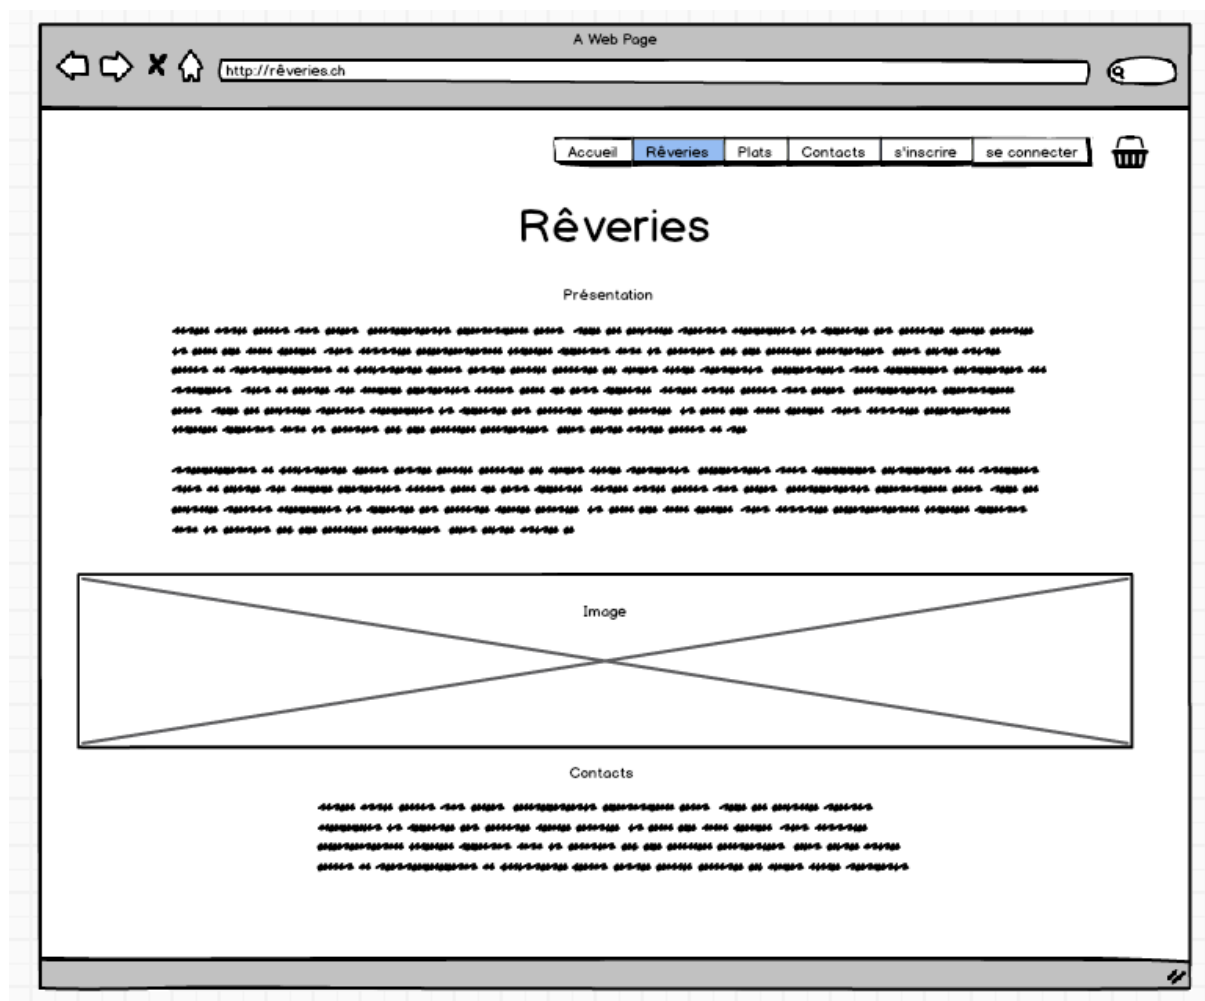 A Web Page
http://rêveries.ch
Accueil Rêveries Plats Contacts s'inscrire se connecter
Rêveries
Présentation
Image
Contacts